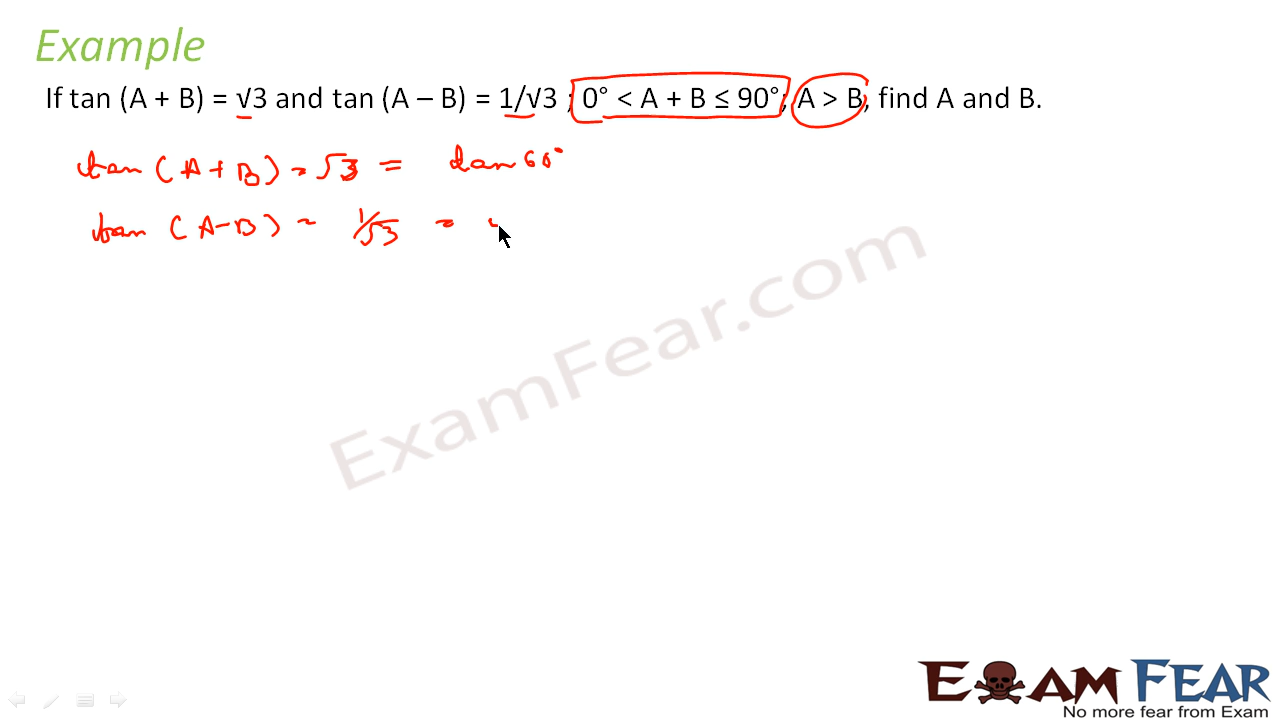 Example
If tan (A + B) = √3 and tan (A – B) = 1/√3 ; 0° < A + B ≤ 90°; A > B, find A and B.
tan (A + B) = √3 = tan 60°
tan (A - B) = 1/√3 =
ExamFear.com
EXAM FEAR
No more fear from Exam